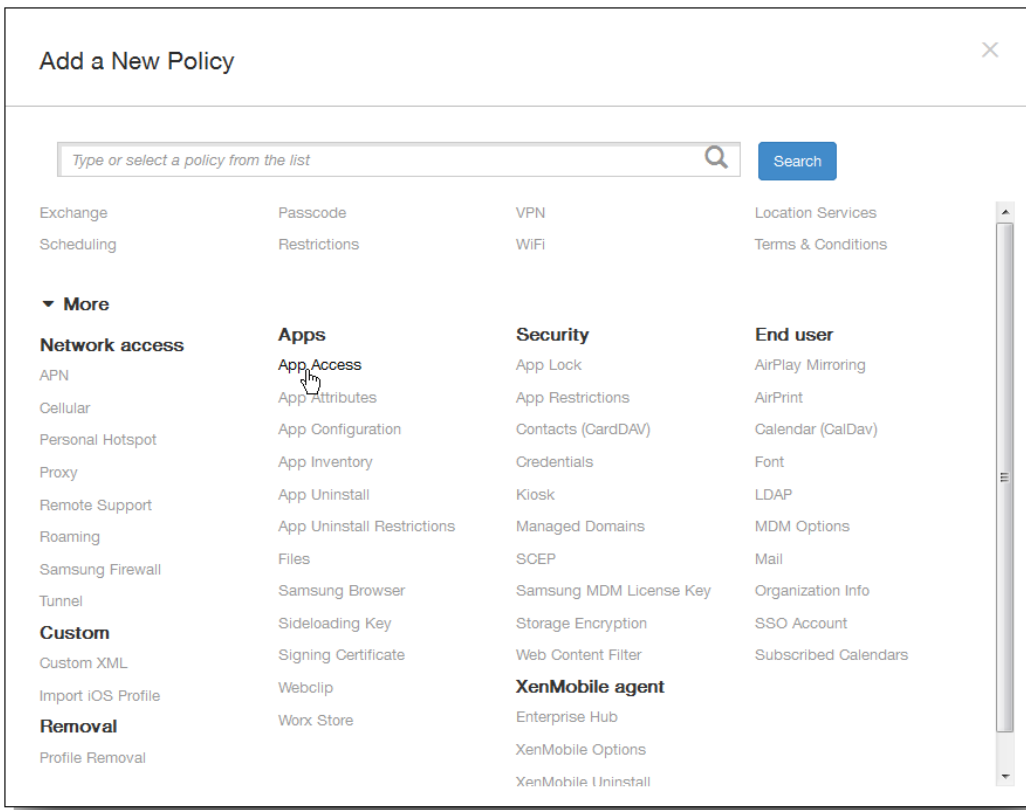 Add a New Policy
Type or select a policy from the list
Search
Exchange
Passcode
VPN
Location Services
Scheduling
Restrictions
WiFi
Terms & Conditions
More
Network access
APN
Cellular
Personal Hotspot
Proxy
Remote Support
Roaming
Samsung Firewall
Tunnel
Custom
Custom XML
Import iOS Profile
Removal
Profile Removal
Apps
App Access
App Attributes
App Configuration
App Inventory
App Uninstall
App Uninstall Restrictions
Files
Samsung Browser
Sideloading Key
Signing Certificate
Webclip
Worx Store
Security
App Lock
App Restrictions
Contacts (CardDAV)
Credentials
Kiosk
Managed Domains
SCEP
Samsung MDM License Key
Storage Encryption
Web Content Filter
XenMobile agent
Enterprise Hub
XenMobile Options
XenMobile Uninstall
End user
AirPlay Mirroring
AirPrint
Calendar (CalDav)
Font
LDAP
MDM Options
Mail
Organization Info
SSO Account
Subscribed Calendars